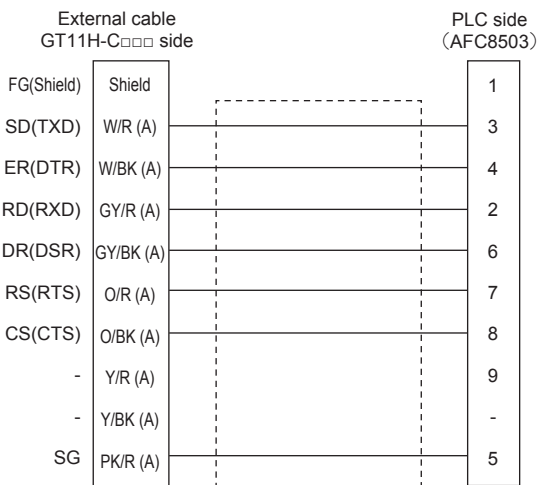 External cable
GT11H-C□□□ side
PLC side
(AFC8503)
FG(Shield) Shield 1
SD(TXD) W/R (A) 3
ER(DTR) W/BK (A) 4
RD(RXD) GY/R (A) 2
DR(DSR) GY/BK (A) 6
RS(RTS) O/R (A) 7
CS(CTS) O/BK (A) 8
- Y/R (A) 9
- Y/BK (A) -
SG PK/R (A) 5